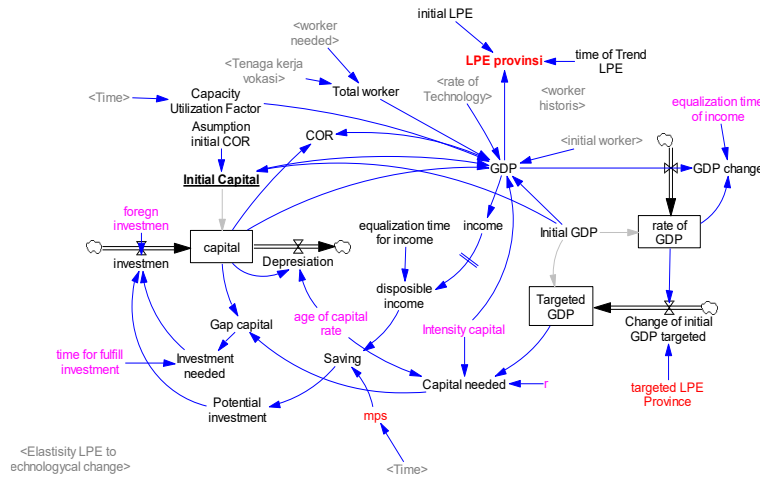 initial LPE
<worker
needed>
LPE provinsi
time of Trend
LPE
<Tenaga kerja
vokasi>
<rate of
Technology>
<worker
historis>
<Time>
Capacity
Utilization Factor
Total worker
equalization time
of income
Asumption
initial COR
COR
<initial worker>
GDP
GDP change
Initial Capital
foregn
investmen
equalization time
for income
income
Initial GDP
rate of
GDP
capital
investmen
Depresiation
disposible
income
Targeted
GDP
Gap capital
age of capital
rate
Intensity capital
Change of initial
GDP targeted
time for fulfill
investment
Investment
needed
Saving
Capital needed
r
targeted LPE
Province
Potential
investment
mps
<Elastisity LPE to
echnologycal change>
<Time>